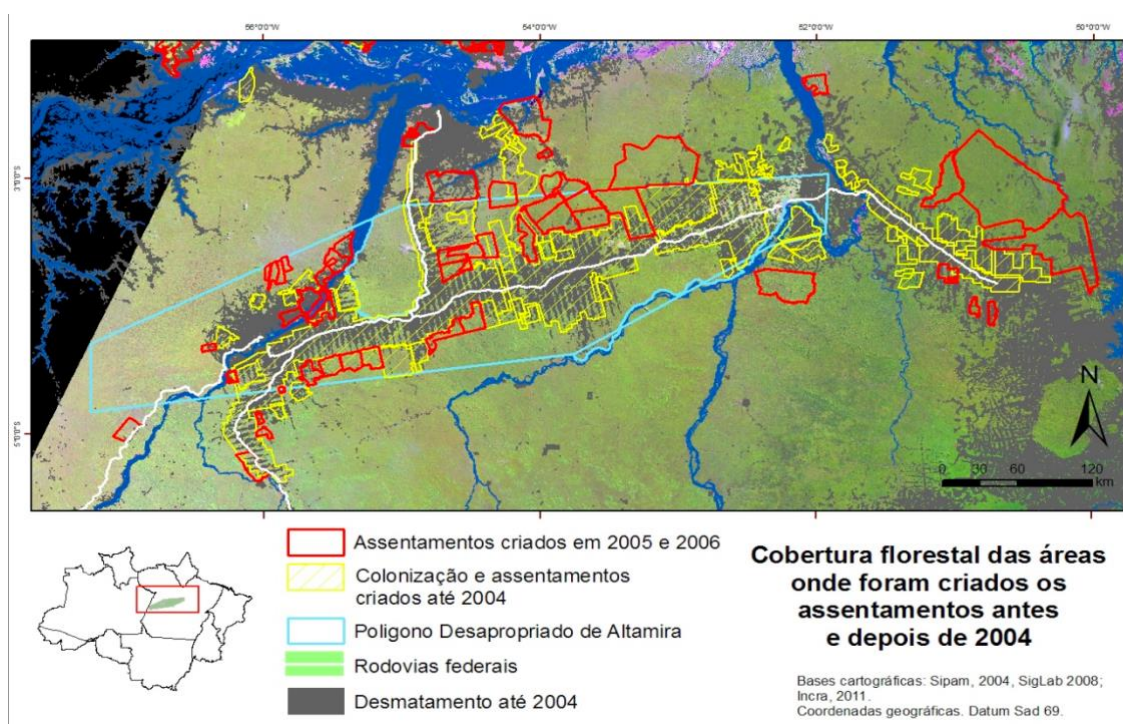 56°0'0"W
54°0'0"W
52°0'0"W
50°0'0"W
N
0 30 60 120
km
Assentamentos criados em 2005 e 2006
Colonização e assentamentos
criados até 2004
Poligono Desapropriado de Altamira
Rodovias federais
Desmatamento até 2004
Cobertura florestal das áreas
onde foram criados os
assentamentos antes
e depois de 2004
Bases cartográficas: Sipam, 2004, SigLab 2008;
Incra, 2011.
Coordenadas geográficas. Datum Sad 69.